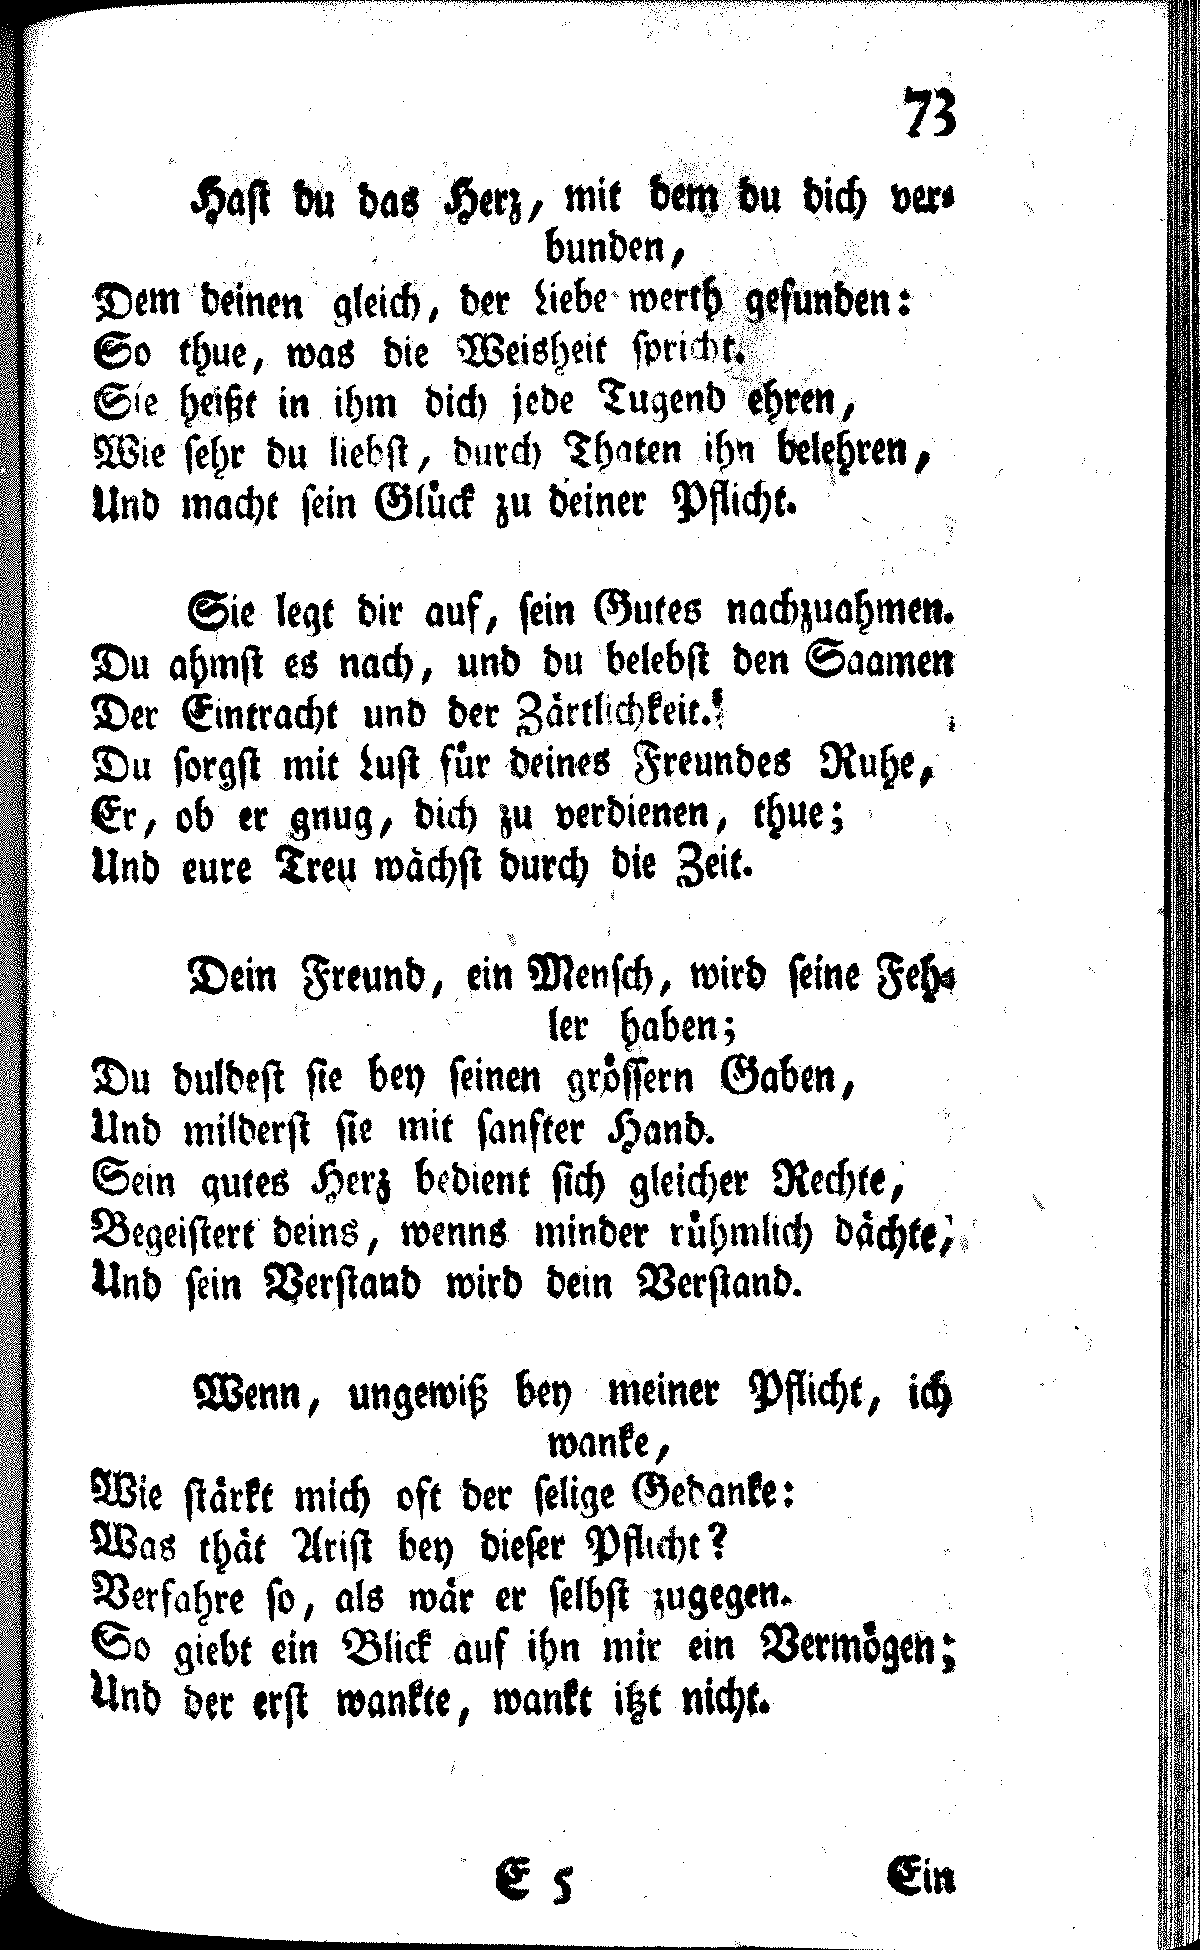 73
Hast du das Herz, mit dem du dich ver-
bunden,
Dem deinen gleich, der Liebe werth gefunden:
So thue, was die Weisheit spricht.
Sie heißt in ihm dich jede Tugend ehren,
Wie sehr du liebst, durch Thaten ihn belehren,
Und macht sein Glück zu deiner Pflicht.
Sie legt dir auf, sein Gutes nachzuahmen.
Du ahmst es nach, und du belebst den Saamen
Der Eintracht und der Zärtlichkeit.
Du sorgst mit Lust für deines Freundes Ruhe,
Er, ob er gnug, dich zu verdienen, thue;
Und eure Treu wächst durch die Zeit.
Dein Freund, ein Mensch, wird seine Feh-
ler haben;
Du duldest sie bey seinen grössern Gaben,
Und milderst sie mit sanfter Hand.
Sein gutes Herz bedient sich gleicher Rechte,
Begeistert deins, wenns minder rühmlich dächte,
Und sein Verstand wird dein Verstand.
Wenn, ungewiß bey meiner Pflicht, ich
wanke,
Wie stärkt mich oft der selige Gedanke:
Was thät Arist bey dieser Pflicht?
Verfahre so, als wär er selbst zugegen.
So giebt ein Blick auf ihn mir ein Vermögen;
Und der erst wankte, wankt itzt nicht.
E 5 Ein